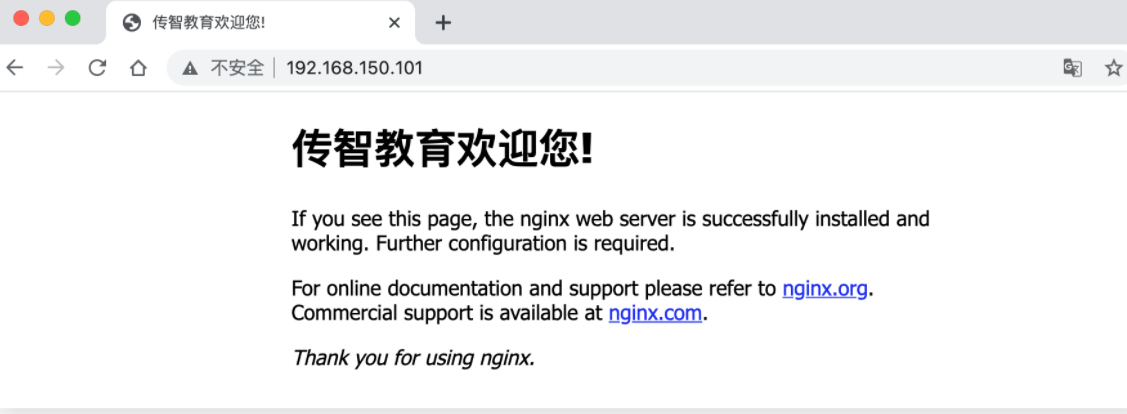 传智教育欢迎您!
不安全
192.168.150.101
传智教育欢迎您!
If you see this page, the nginx web server is successfully installed and
working. Further configuration is required.
For online documentation and support please refer to nginx.org.
Commercial support is available at nginx.com.
Thank you for using nginx.